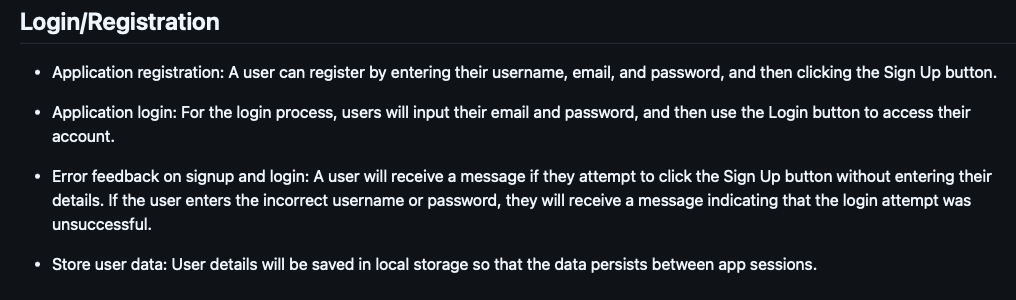 Login/Registration
• Application registration: A user can register by entering their username, email, and password, and then clicking the Sign Up button.
• Application login: For the login process, users will input their email and password, and then use the Login button to access their
account.
• Error feedback on signup and login: A user will receive a message if they attempt to click the Sign Up button without entering their
details. If the user enters the incorrect username or password, they will receive a message indicating that the login attempt was
unsuccessful.
• Store user data: User details will be saved in local storage so that the data persists between app sessions.